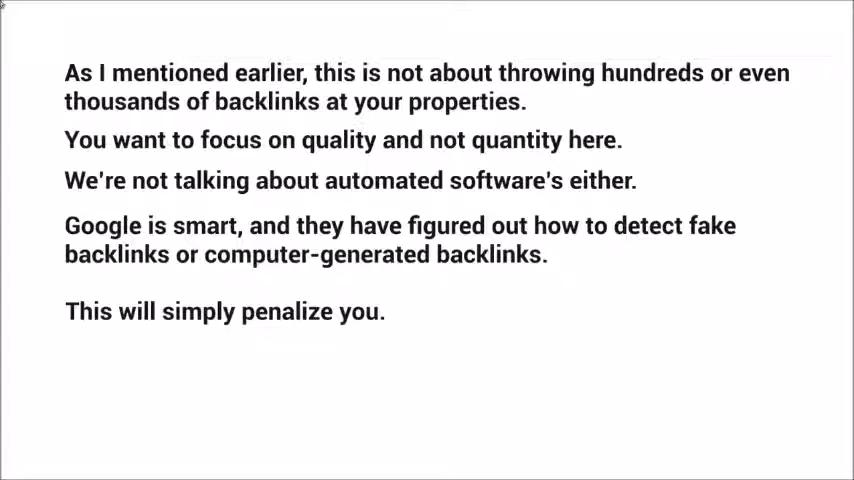 As I mentioned earlier, this is not about throwing hundreds or even
thousands of backlinks at your properties.
You want to focus on quality and not quantity here.
We're not talking about automated software's either.
Google is smart, and they have figured out how to detect fake
backlinks or computer-generated backlinks.
This will simply penalize you.